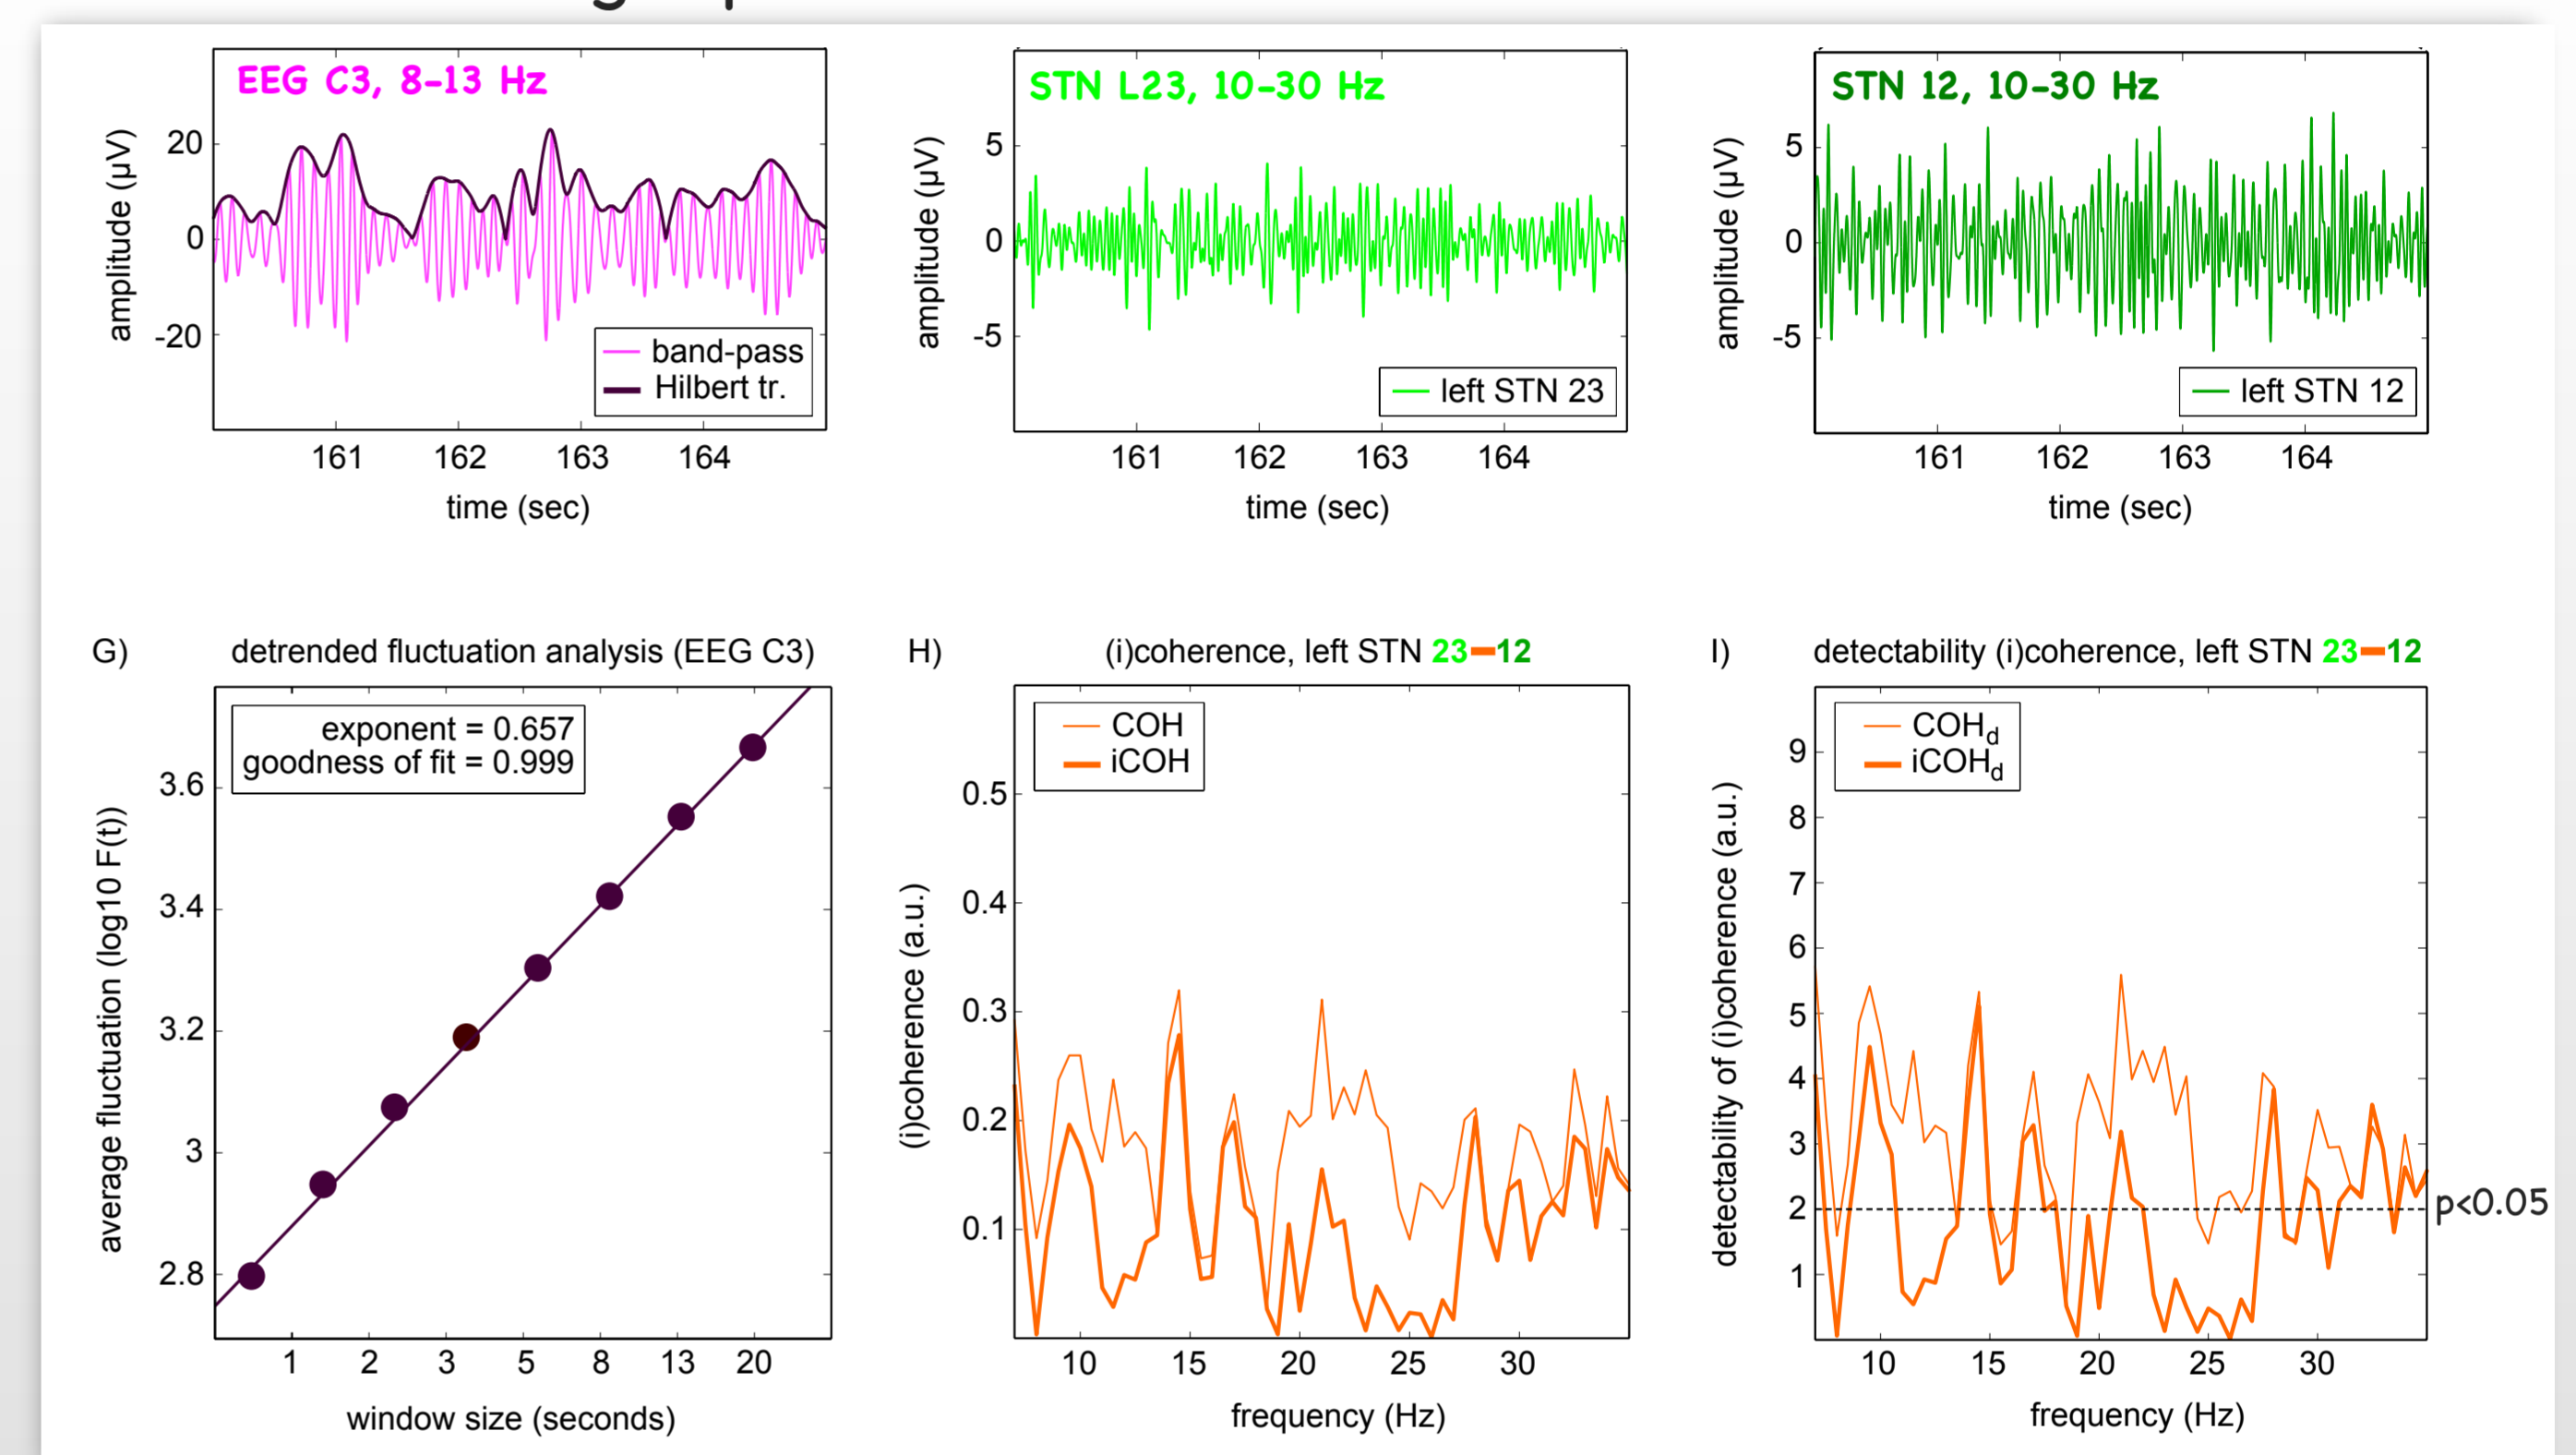 EEG C3, 8-13 Hz
amplitude (µV)
20
0
-20
band-pass
Hilbert tr.
161 162 163 164
time (sec)
STN L23, 10-30 Hz
amplitude (µV)
5
0
-5
left STN 23
161 162 163 164
time (sec)
STN 12, 10-30 Hz
amplitude (µV)
5
0
-5
left STN 12
161 162 163 164
time (sec)
G) detrended fluctuation analysis (EEG C3)
exponent = 0.657
goodness of fit = 0.999
average fluctuation (log10 F(t))
3.6
3.4
3.2
3
2.8
1 2 3 5 8 13 20
window size (seconds)
H) (i)coherence, left STN 23-12
COH
iCOH
(i)coherence (a.u.)
0.5
0.4
0.3
0.2
0.1
10 15 20 25 30
frequency (Hz)
I) detectability (i)coherence, left STN 23-12
COHd
iCOHd
detectability of (i)coherence (a.u.)
9
8
7
6
5
4
3
2
1
p<0.05
10 15 20 25 30
frequency (Hz)